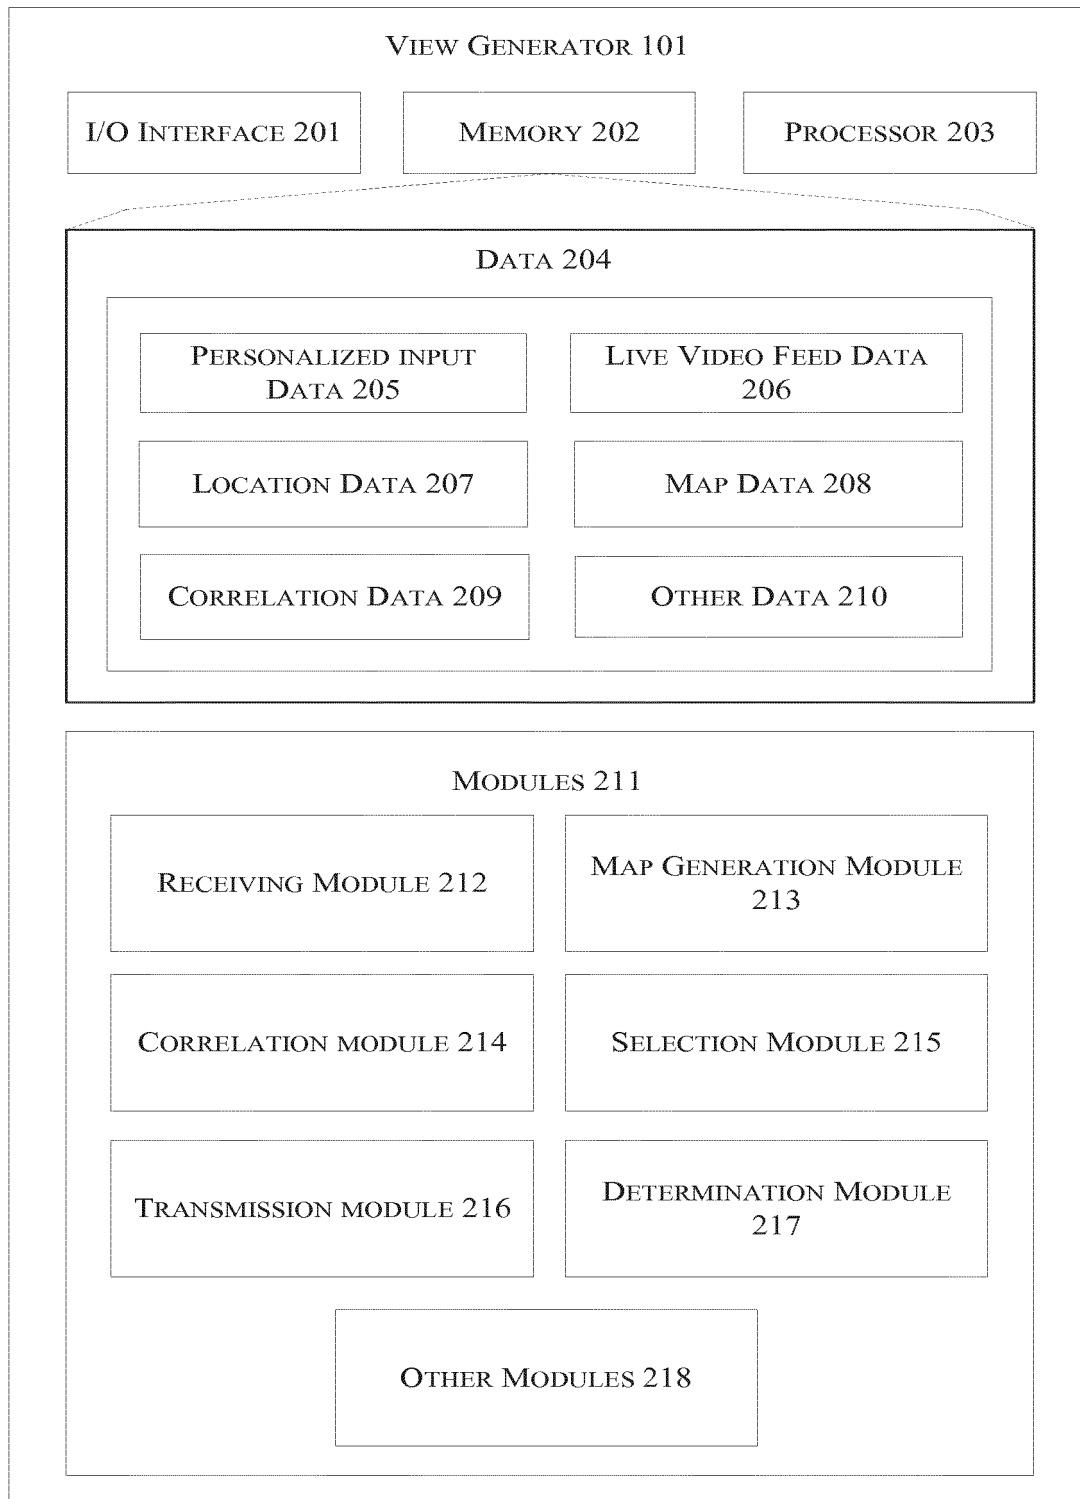 VIEW GENERATOR 101
I/O INTERFACE 201
MEMORY 202
PROCESSOR 203
DATA 204
PERSONALIZED INPUT
DATA 205
LIVE VIDEO FEED DATA
206
LOCATION DATA 207
MAP DATA 208
CORRELATION DATA 209
OTHER DATA 210
MODULES 211
RECEIVING MODULE 212
MAP GENERATION MODULE
213
CORRELATION MODULE 214
SELECTION MODULE 215
TRANSMISSION MODULE 216
DETERMINATION MODULE
217
OTHER MODULES 218